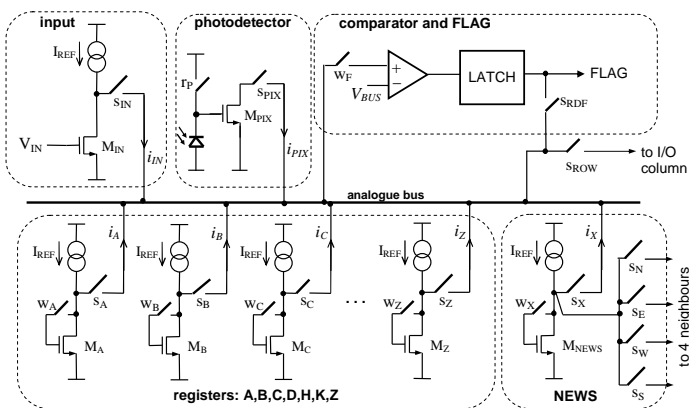 input
I_REF
s_IN
V_IN
M_IN
i_IN
photodetector
r_P
s_PIX
M_PIX
i_PIX
comparator and FLAG
w_F
+
V_BUS
−
LATCH
FLAG
s_RDF
s_ROW
to I/O
column
analogue bus
I_REF
i_A
w_A
s_A
M_A
I_REF
i_B
w_B
s_B
M_B
I_REF
i_C
w_C
s_C
M_C
. . .
I_REF
i_Z
w_Z
s_Z
M_Z
registers: A,B,C,D,H,K,Z
I_REF
i_X
w_X
s_X
M_NEWS
s_N
s_E
s_W
s_S
to 4 neighbours
NEWS